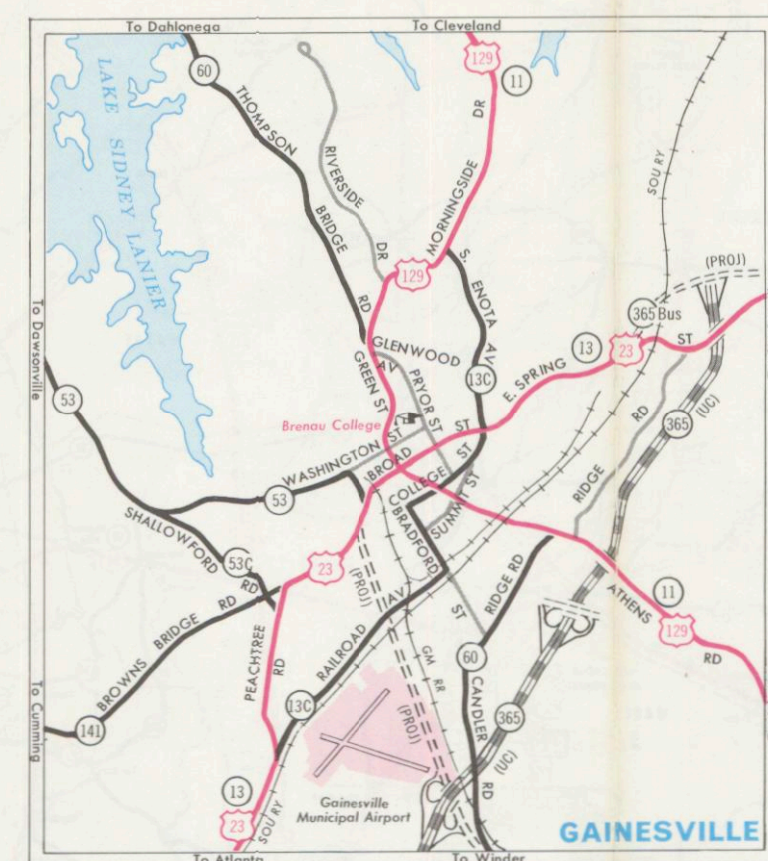 To Dahlonega
To Cleveland
60
129
11
LAKE SIDNEY LANIER
THOMPSON BRIDGE RD
RIVERSIDE DR
MORNINGSIDE DR
SOU RY
129
S. ENOTA AV
(PROJ)
365 Bus
To Dawsonville
GLENWOOD AV
13
23
ST
53
GREEN ST
PRYOR ST
13C
E. SPRING ST
365
(UC)
Brenau College
WASHINGTON ST
BROAD
COLLEGE ST
RIDGE RD
53
SUMMIT ST
BRADFORD ST
SHALLOWFORD RD
53C
23
(PROJ)
RIDGE RD
11
ATHENS RD
129
BROWNS BRIDGE RD
RAILROAD AV
PEACHTREE RD
GM RR
60
To Cumming
141
13C
(PROJ)
CANDLER RD
365
(UC)
13
23
SOU RY
Gainesville
Municipal Airport
GAINESVILLE
To Atlanta
To Winder